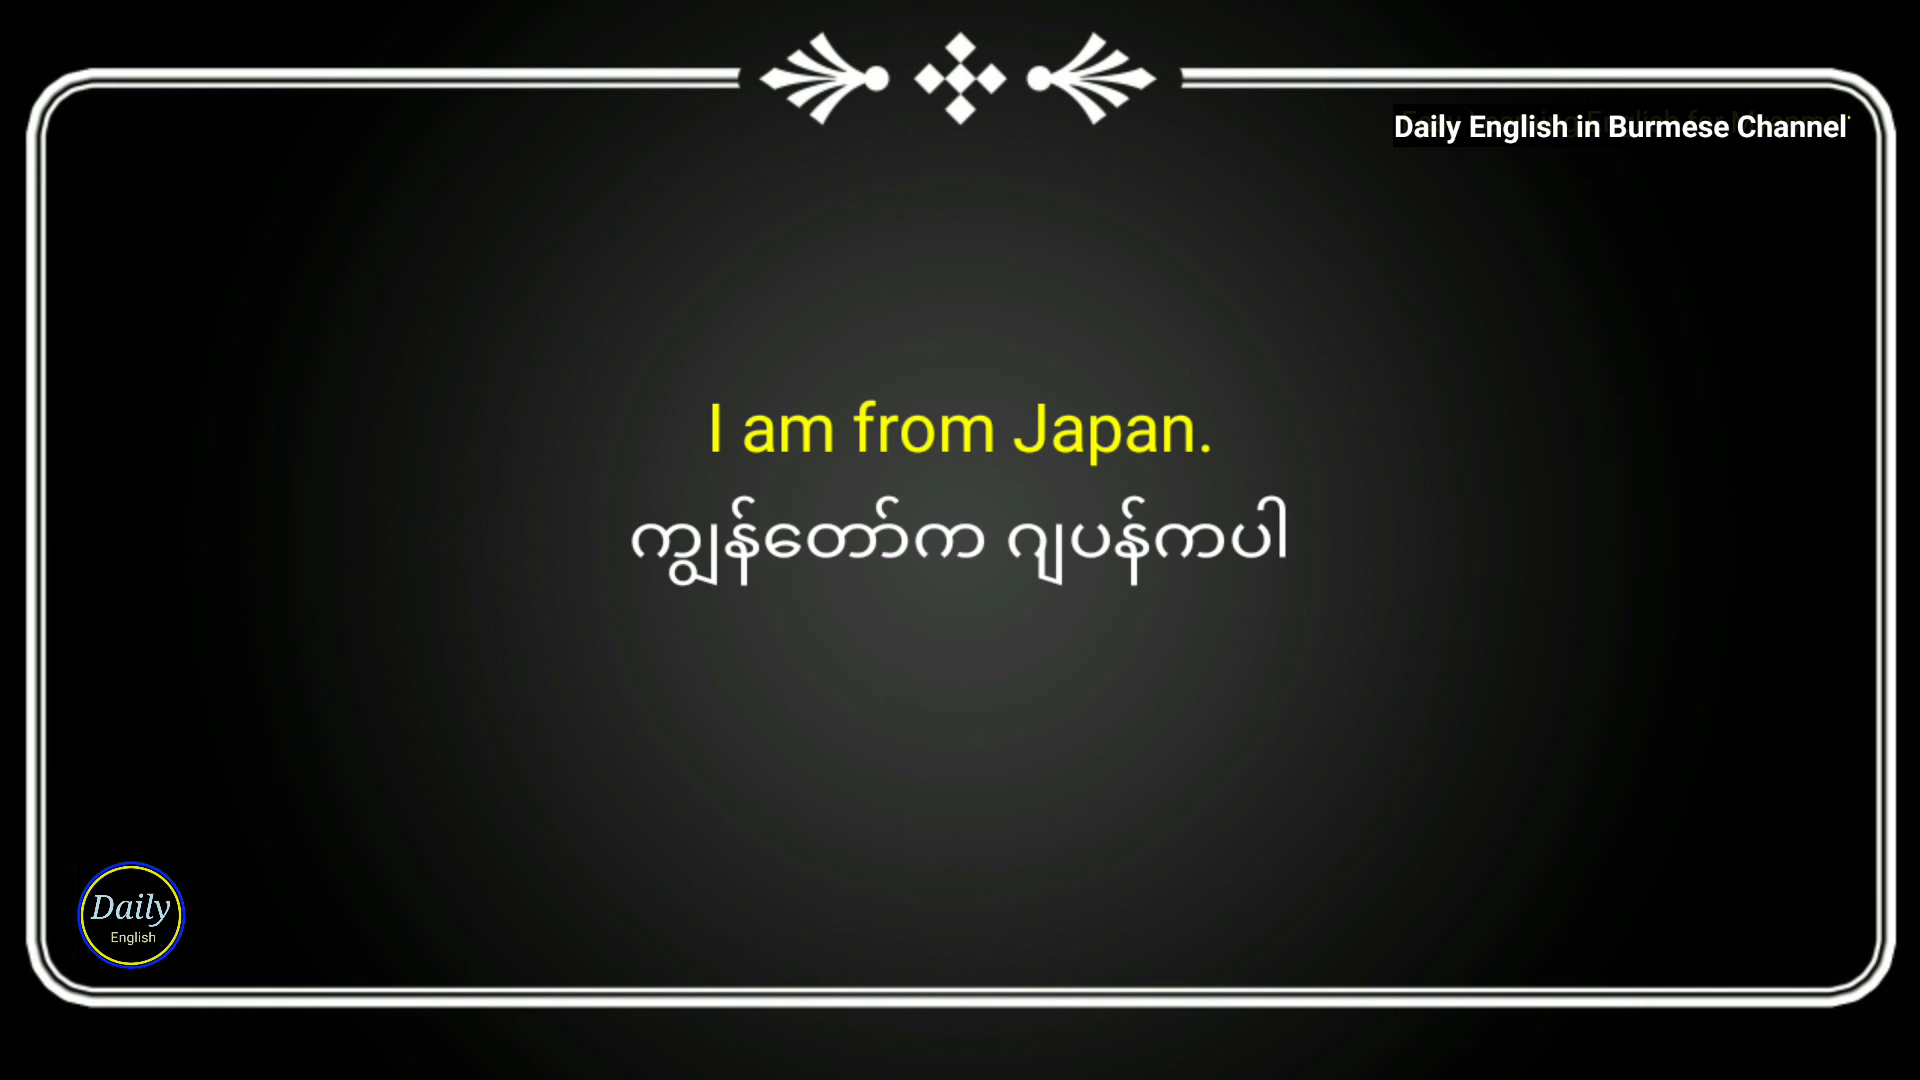 Daily English in Burmese Channel
I am from Japan.
ကျွန်တော်က ဂျပန်ကပါ
Daily
English